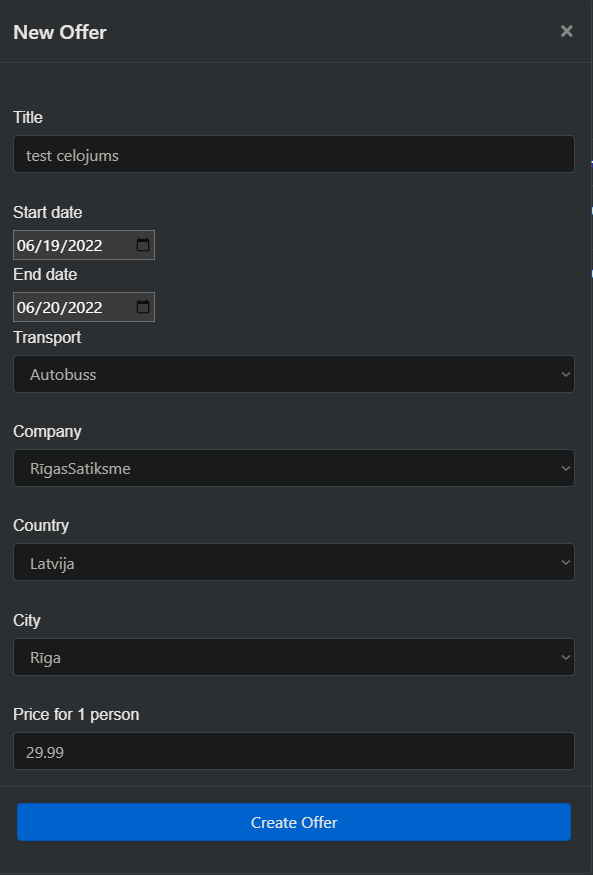 New Offer
Title
test celojums
Start date
06/19/2022
End date
06/20/2022
Transport
Autobuss
Company
RīgasSatiksme
Country
Latvija
City
Rīga
Price for 1 person
29.99
Create Offer